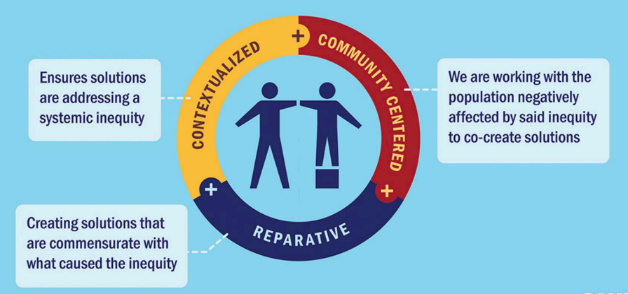 CONTEXTUALIZED
+
COMMUNITY CENTERED
Ensures solutions
are addressing a
systemic inequity
We are working with the
population negatively
affected by said inequity
to co-create solutions
+
+
REPARATIVE
Creating solutions that
are commensurate with
what caused the inequity